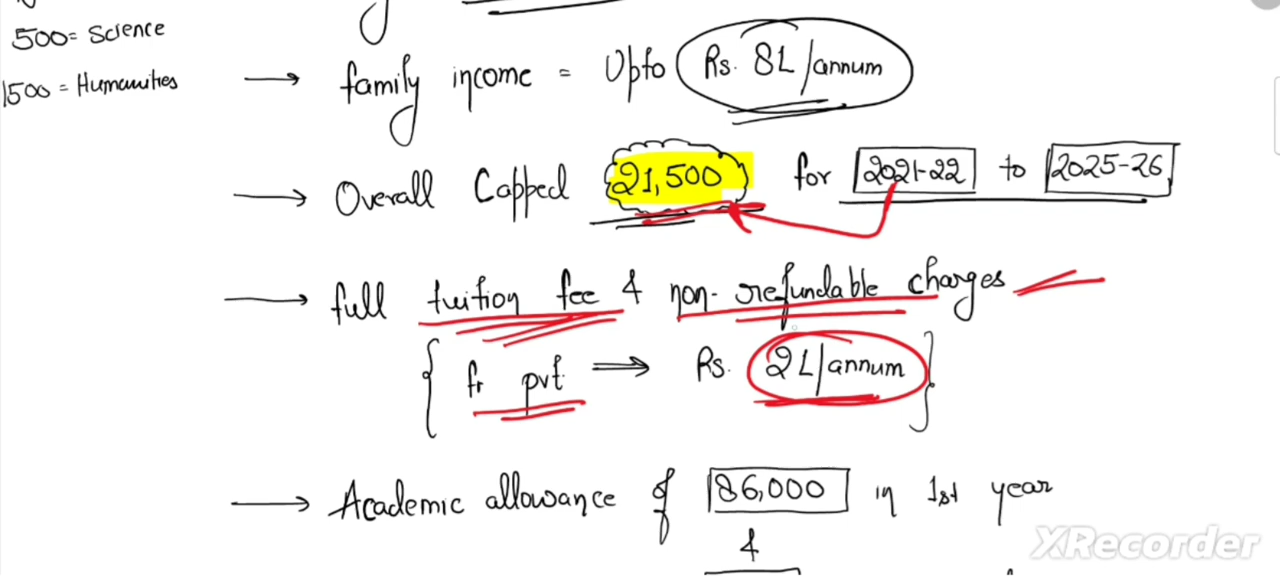 500= Science
1500 = Humanities
→ family income = Upto Rs. 8L/annum
→ Overall Capped 21,500 for 2021-22 to 2025-26
→ full tuition fee & non-refundable charges
{ fr pvt ⇒ Rs. 2L/annum }
→ Academic allowance of 86,000 in 1st year
&
XRecorder